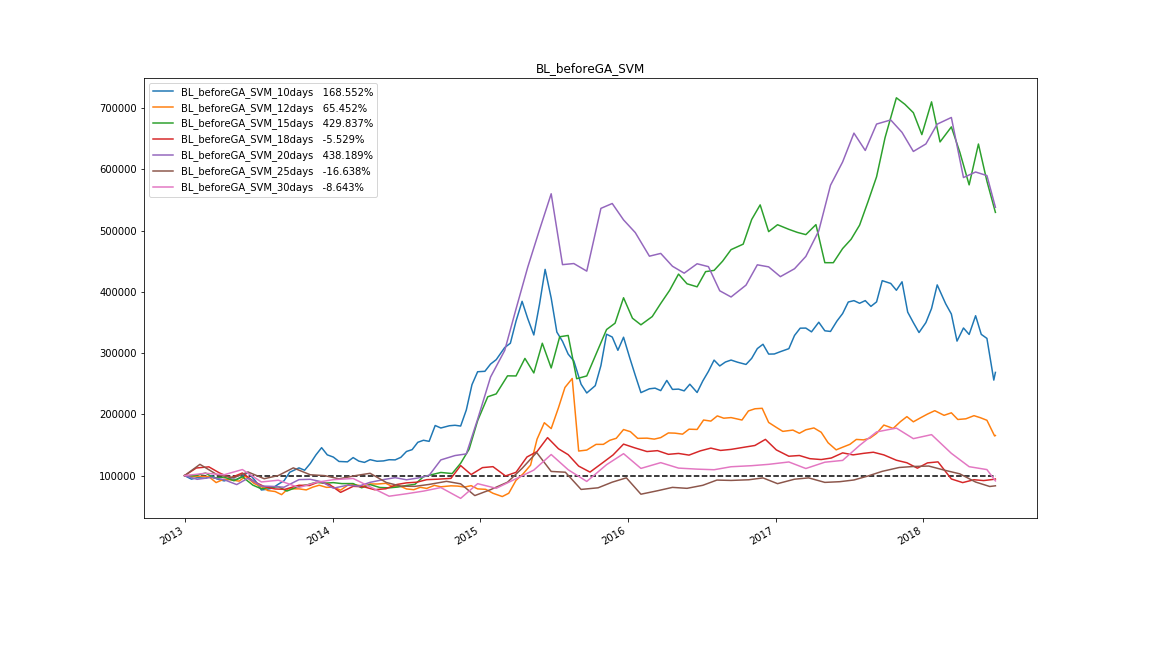 BL_beforeGA_SVM
BL_beforeGA_SVM_10days 168.552%
BL_beforeGA_SVM_12days 65.452%
BL_beforeGA_SVM_15days 429.837%
BL_beforeGA_SVM_18days -5.529%
BL_beforeGA_SVM_20days 438.189%
BL_beforeGA_SVM_25days -16.638%
BL_beforeGA_SVM_30days -8.643%
700000
600000
500000
400000
300000
200000
100000
2013 2014 2015 2016 2017 2018